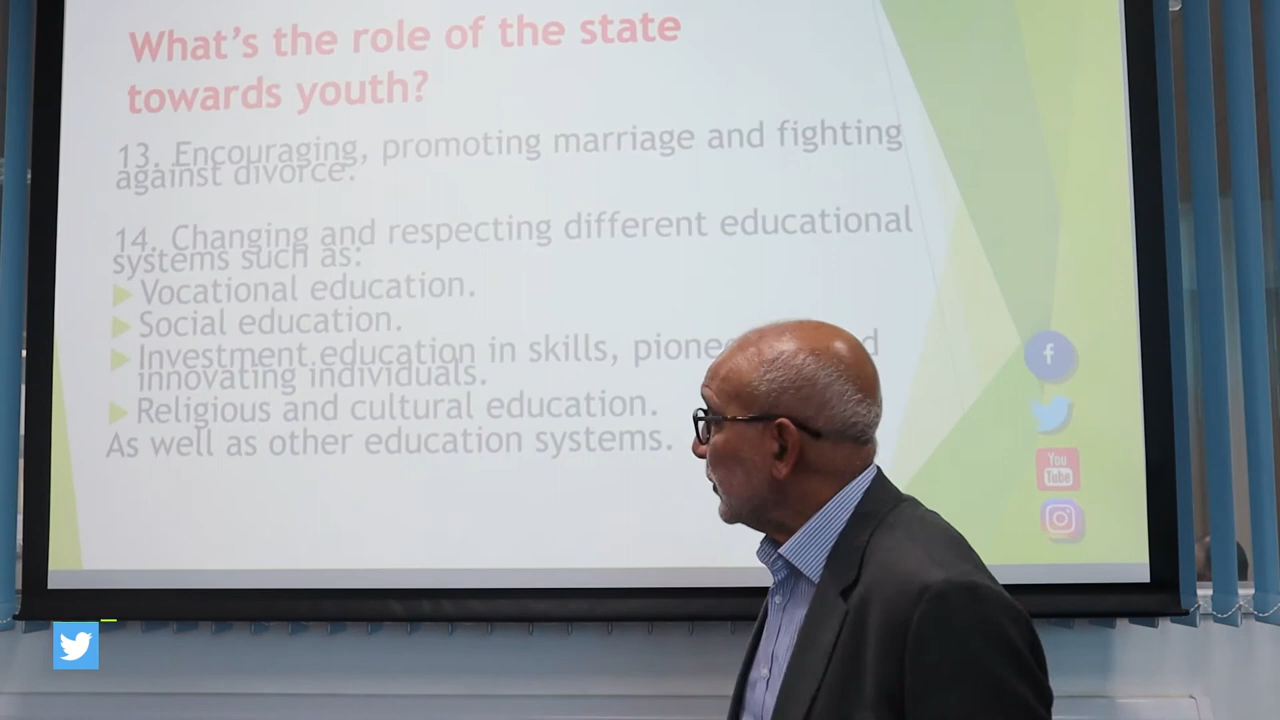 What's the role of the state
towards youth?
13. Encouraging, promoting marriage and fighting
against divorce.
14. Changing and respecting different educational
systems such as:
Vocational education.
Social education.
Investment education in skills,
innovating individuals.
Religious and cultural education.
As well as other education systems.
f
You
Tube